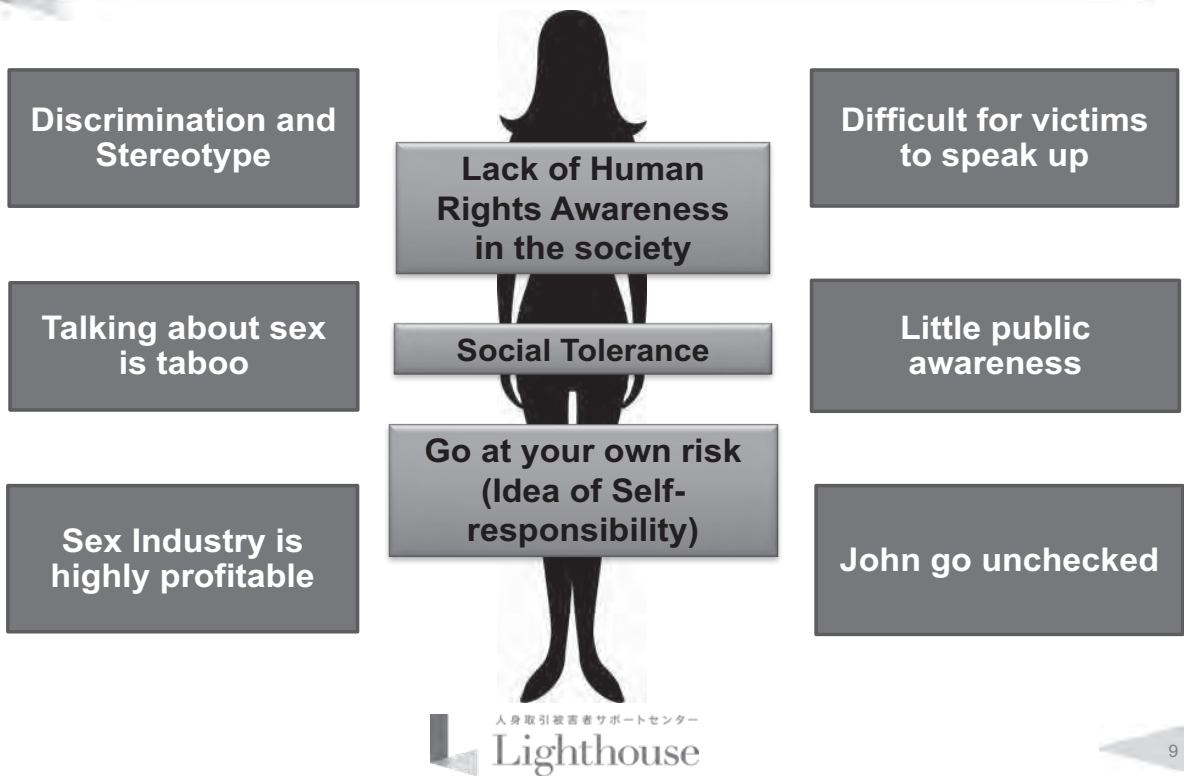 Discrimination and
Stereotype
Talking about sex
is taboo
Sex Industry is
highly profitable
Lack of Human
Rights Awareness
in the society
Social Tolerance
Go at your own risk
(Idea of Self-
responsibility)
Difficult for victims
to speak up
Little public
awareness
John go unchecked
人身取引被害者サポートセンター
Lighthouse
9